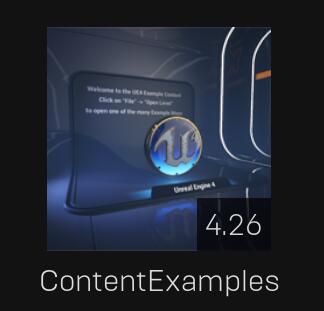 Welcome to the UE4 Example Content
Click on "File" -> "Open Level"
to open one of the many Example Maps
Unreal Engine 4
4.26
ContentExamples